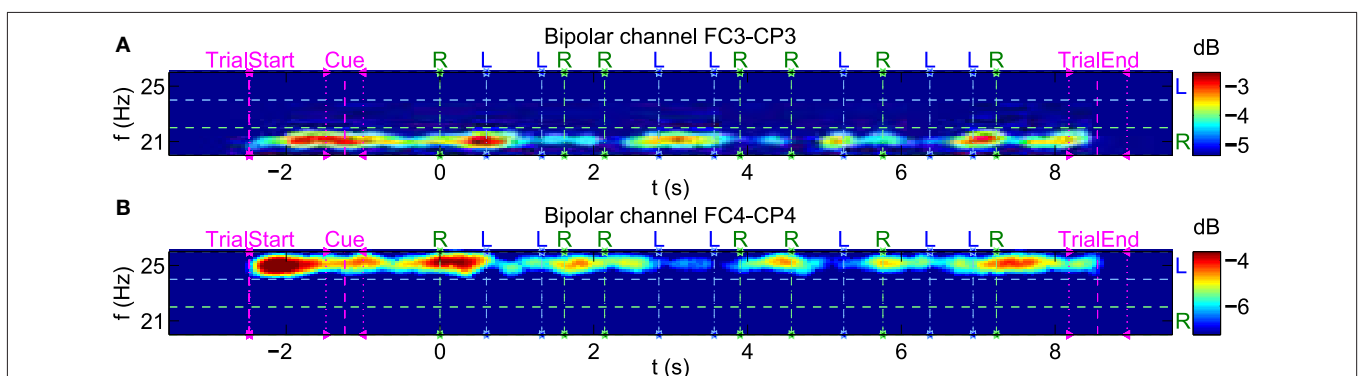 A
Bipolar channel FC3-CP3
dB
TrialStart Cue R L L R R L L R R L R L L R TrialEnd
25
L
f (Hz)
21
R
−3
−4
−5
−2 0 2 4 6 8
t (s)
B
Bipolar channel FC4-CP4
dB
TrialStart Cue R L L R R L L R R L R L L R TrialEnd
25
L
f (Hz)
21
R
−4
−6
−2 0 2 4 6 8
t (s)